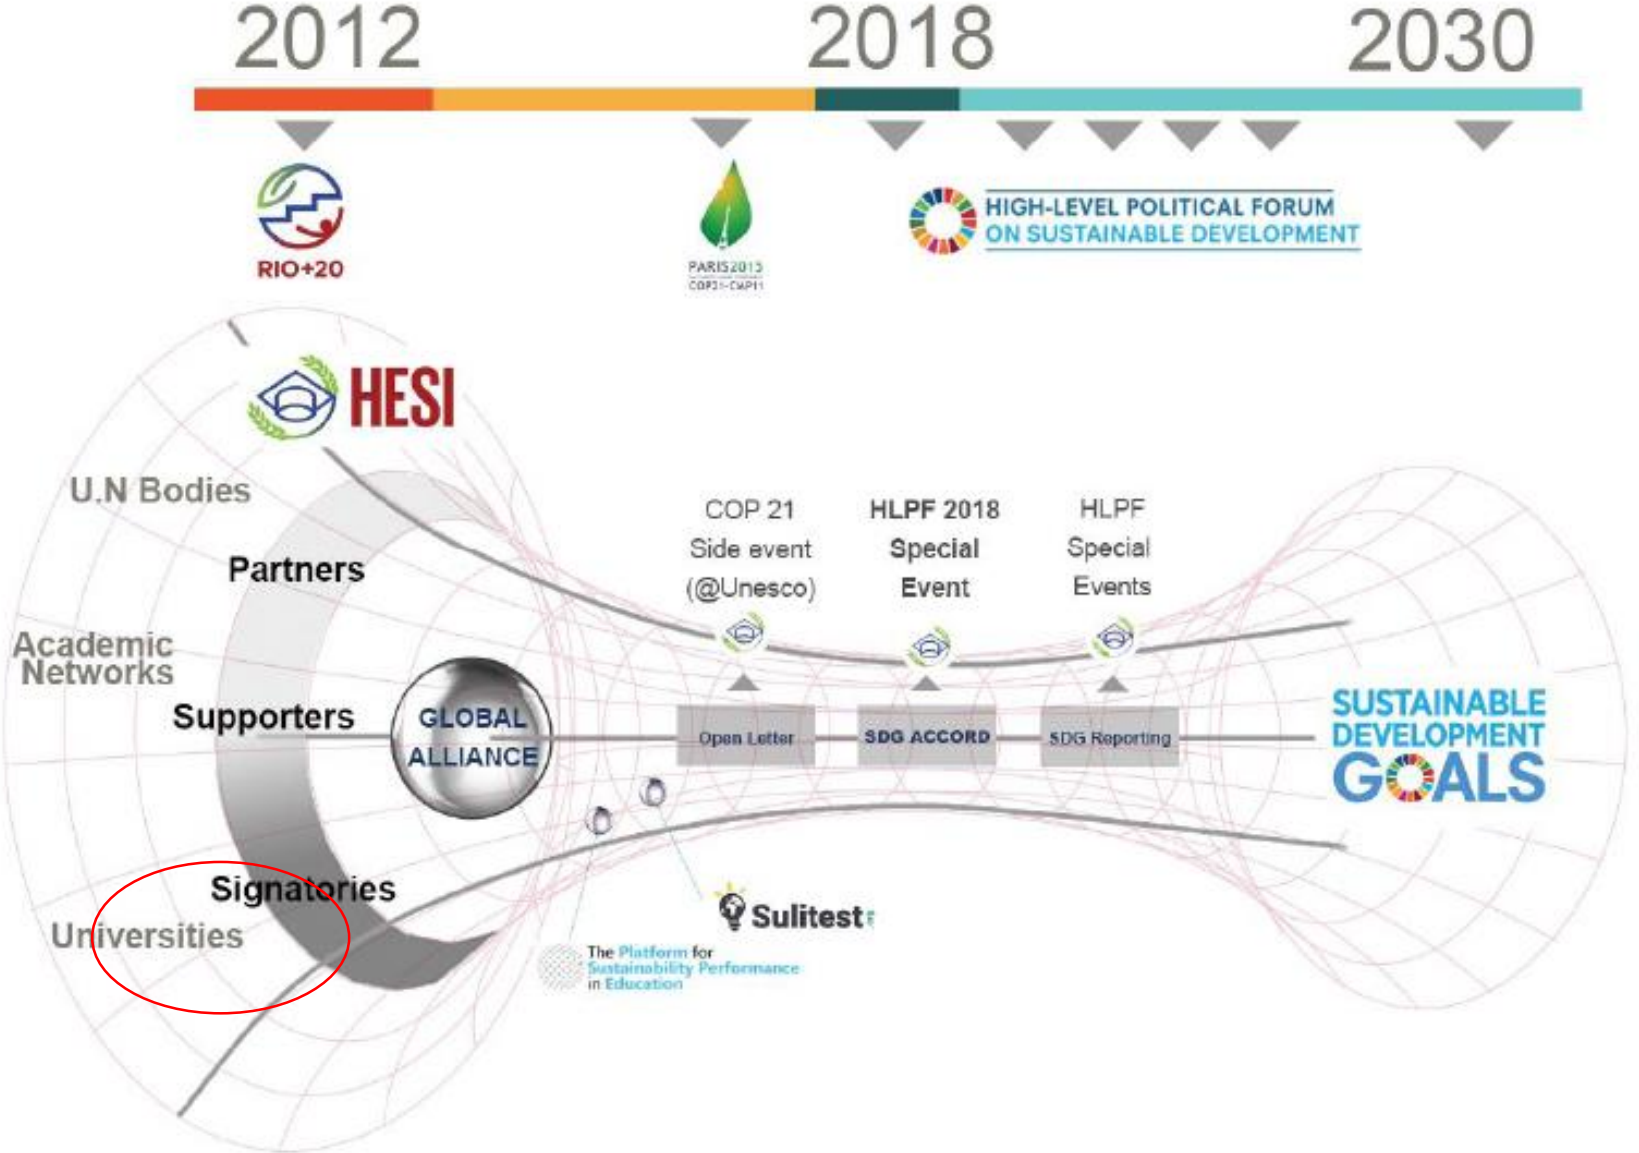 2012
2018
2030
RIO+20
PARIS2015
COP21-CMP11
HIGH-LEVEL POLITICAL FORUM
ON SUSTAINABLE DEVELOPMENT
HESI
U.N Bodies
Partners
Academic
Networks
Supporters
GLOBAL
ALLIANCE
Signatories
Universities
COP 21
Side event
(@Unesco)
HLPF 2018
Special
Event
HLPF
Special
Events
Open Letter
SDG ACCORD
SDG Reporting
SUSTAINABLE
DEVELOPMENT
GOALS
Sulitest
The Platform for
Sustainability Performance
in Education